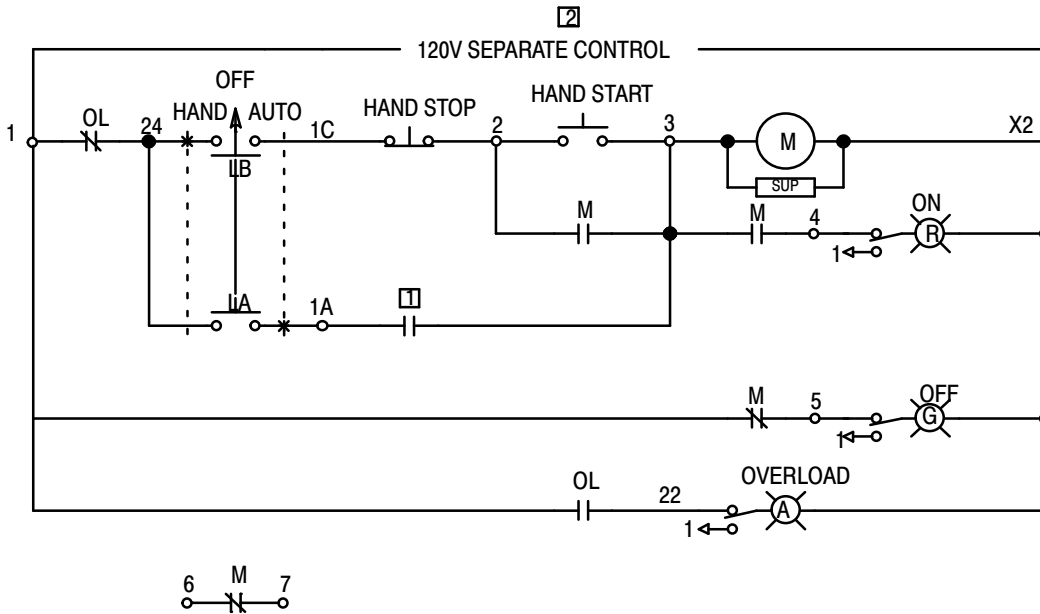 2
120V SEPARATE CONTROL
OFF
HAND AUTO
HAND STOP
HAND START
1
OL
24
1C
2
3
M
X2
LB
SUP
M
M
4
ON
R
1
LA
1A
1
M
5
OFF
G
1
OL
22
OVERLOAD
A
1
6
M
7